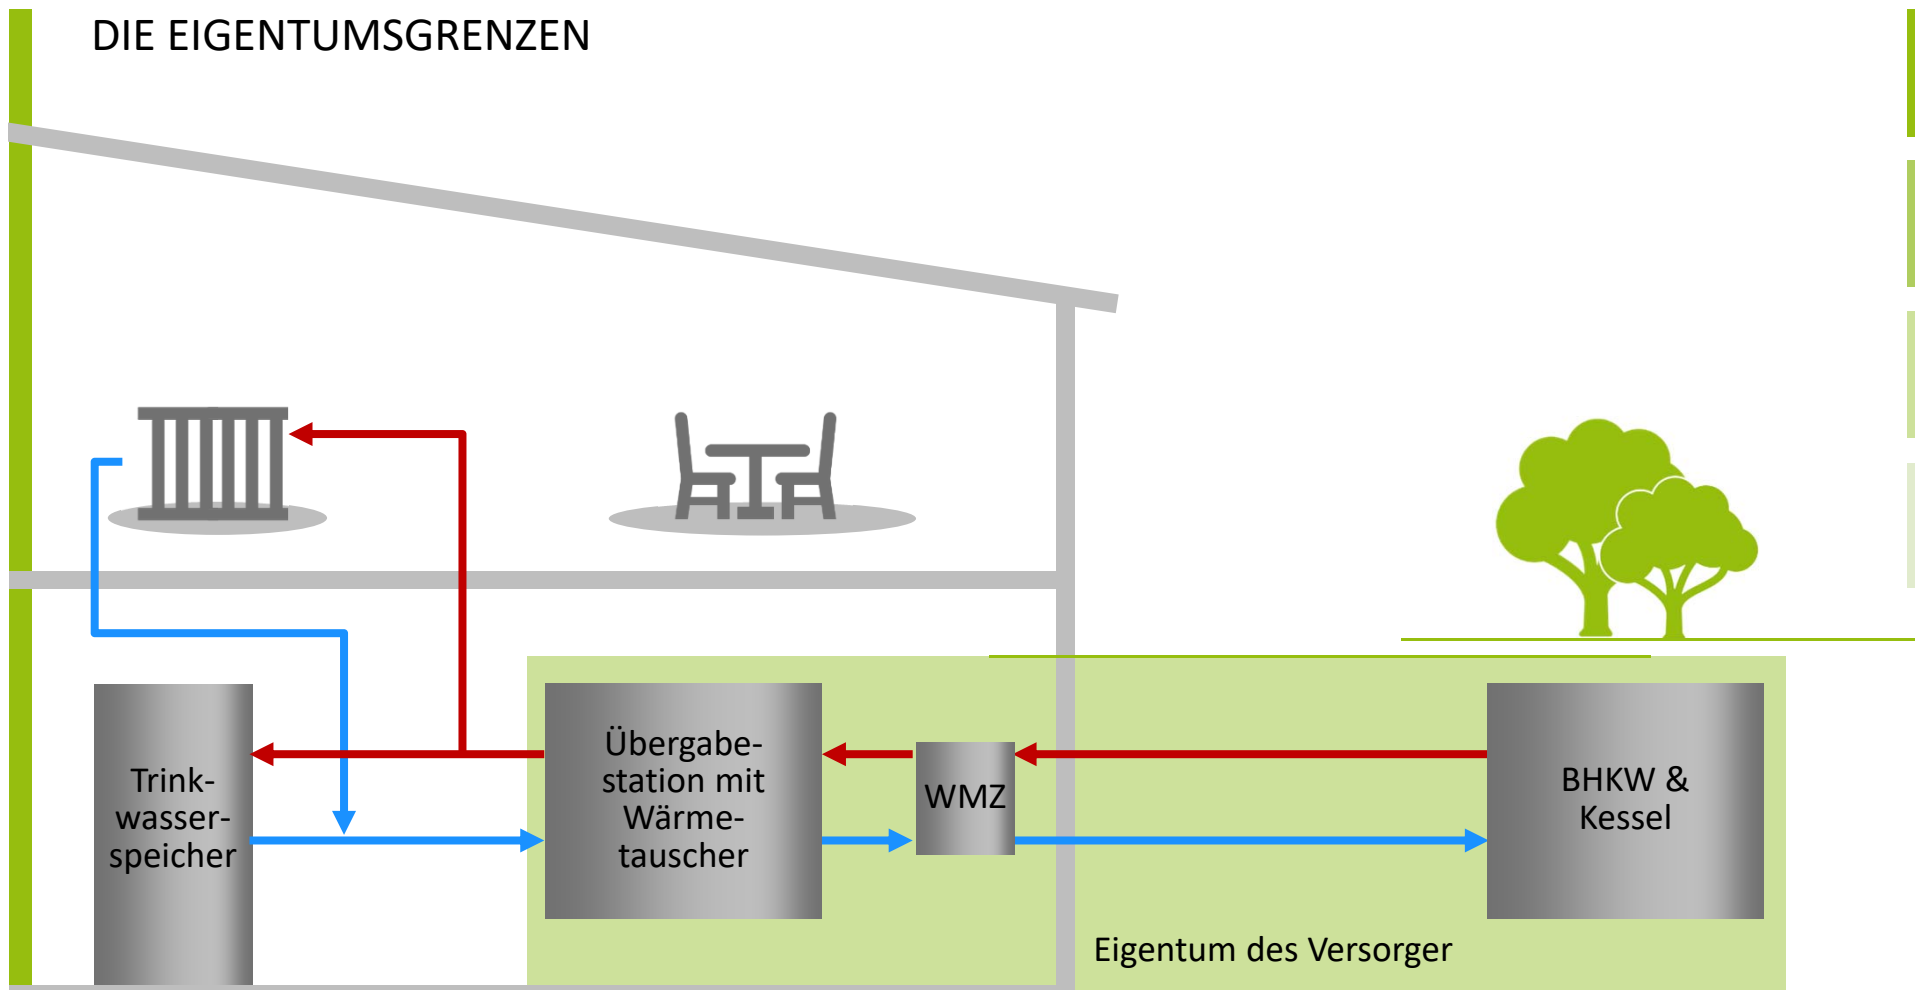 DIE EIGENTUMSGRENZEN
Trink-
wasser-
speicher
Übergabe-
station mit
Wärme-
tauscher
WMZ
BHKW &
Kessel
Eigentum des Versorger